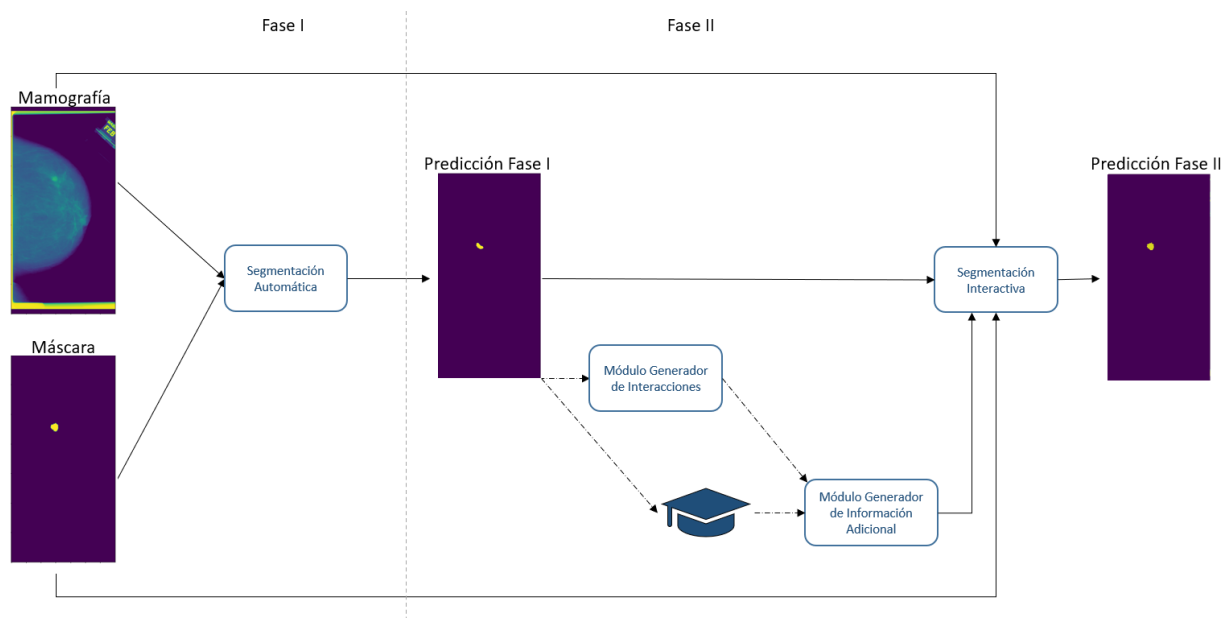 Fase I
Fase II
Mamografía
Predicción Fase I
Predicción Fase II
Segmentación
Automática
Segmentación
Interactiva
Máscara
Módulo Generador
de Interacciones
Módulo Generador
de Información
Adicional